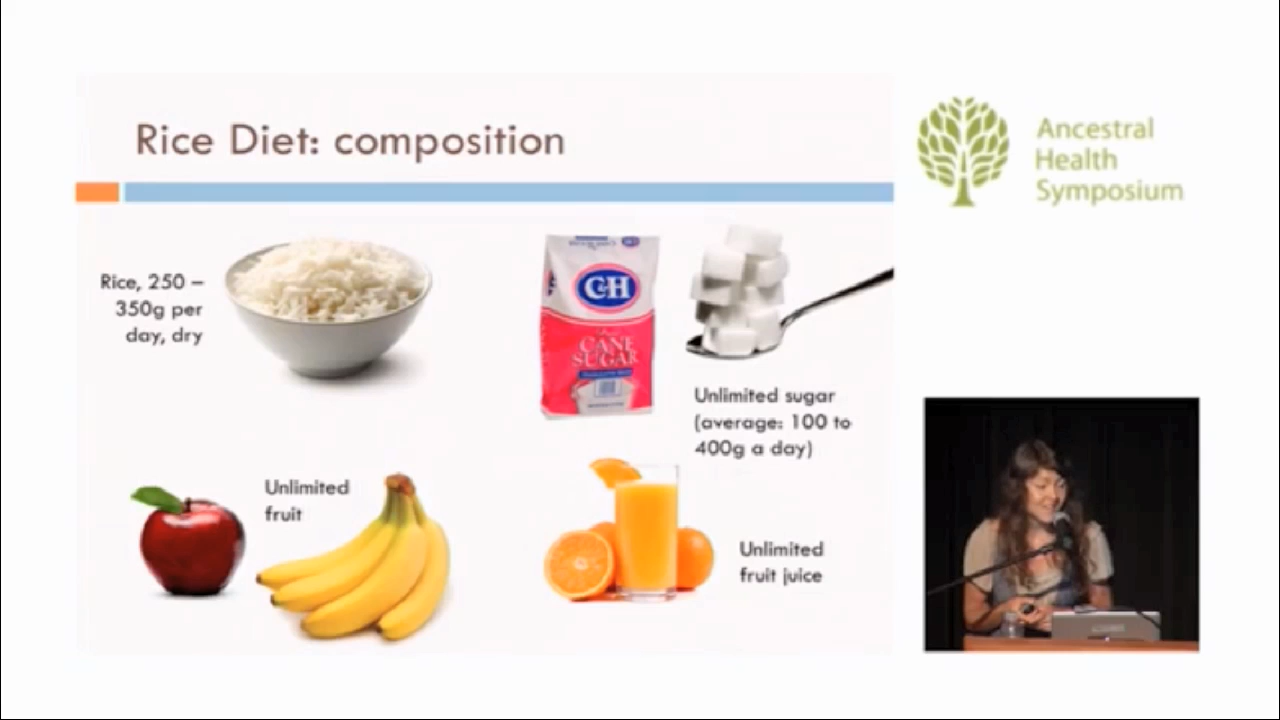 Rice Diet: composition
Ancestral
Health
Symposium
Rice, 250 –
350g per
day, dry
C&H
CANE
SUGAR
Unlimited sugar
(average: 100 to
400g a day)
Unlimited
fruit
Unlimited
fruit juice